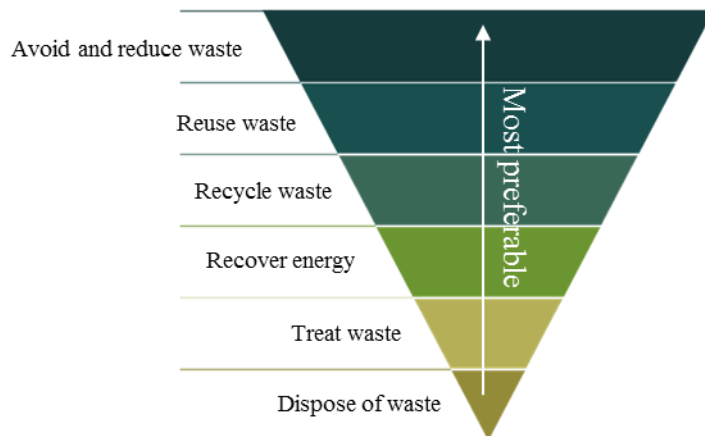 Avoid and reduce waste
Reuse waste
Recycle waste
Recover energy
Treat waste
Dispose of waste
Most preferable